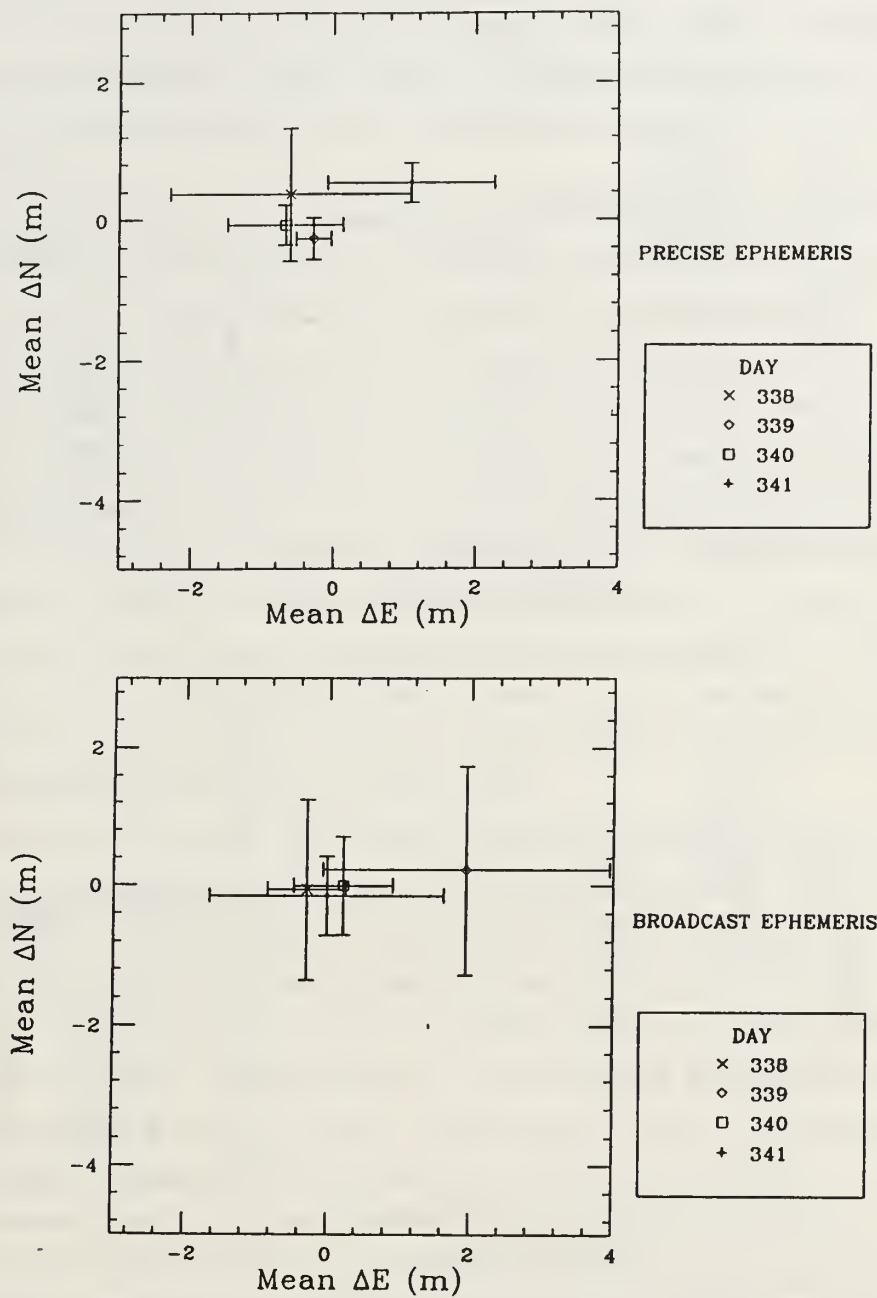 2
0
-2
-4
Mean ΔN (m)
-2 0 2 4
Mean ΔE (m)
PRECISE EPHEMERIS
DAY
× 338
◇ 339
□ 340
+ 341
2
0
-2
-4
Mean ΔN (m)
-2 0 2 4
Mean ΔE (m)
BROADCAST EPHEMERIS
DAY
× 338
◇ 339
□ 340
+ 341